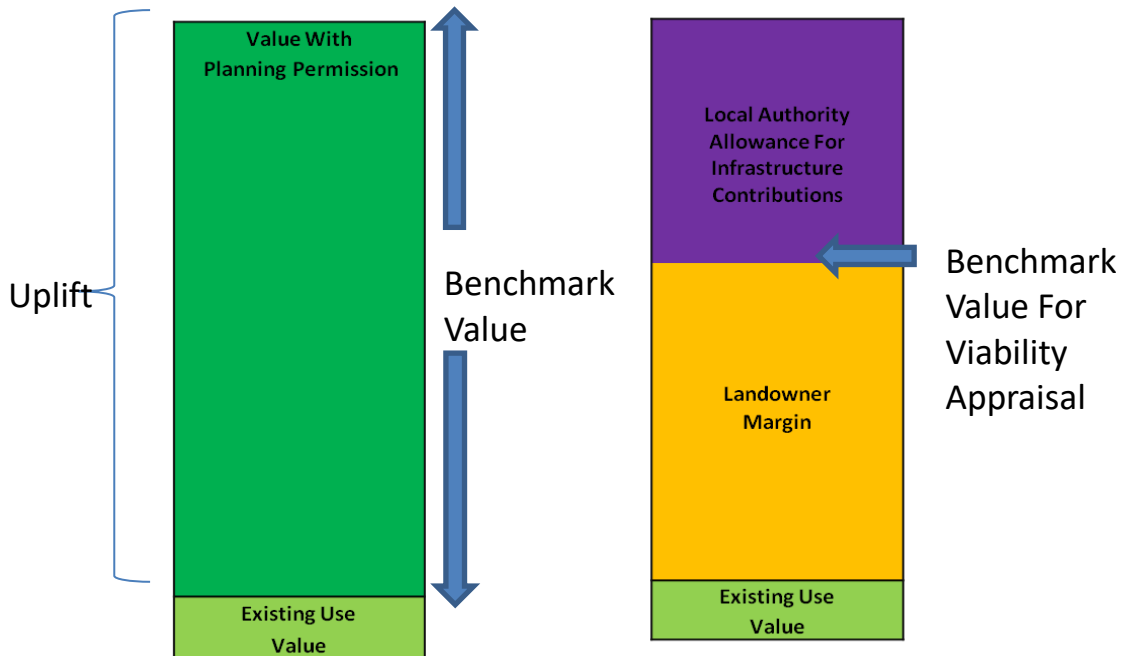 Value With
Planning Permission
Uplift
Existing Use
Value
Benchmark
Value
Local Authority
Allowance For
Infrastructure
Contributions
Landowner
Margin
Existing Use
Value
Benchmark
Value For
Viability
Appraisal